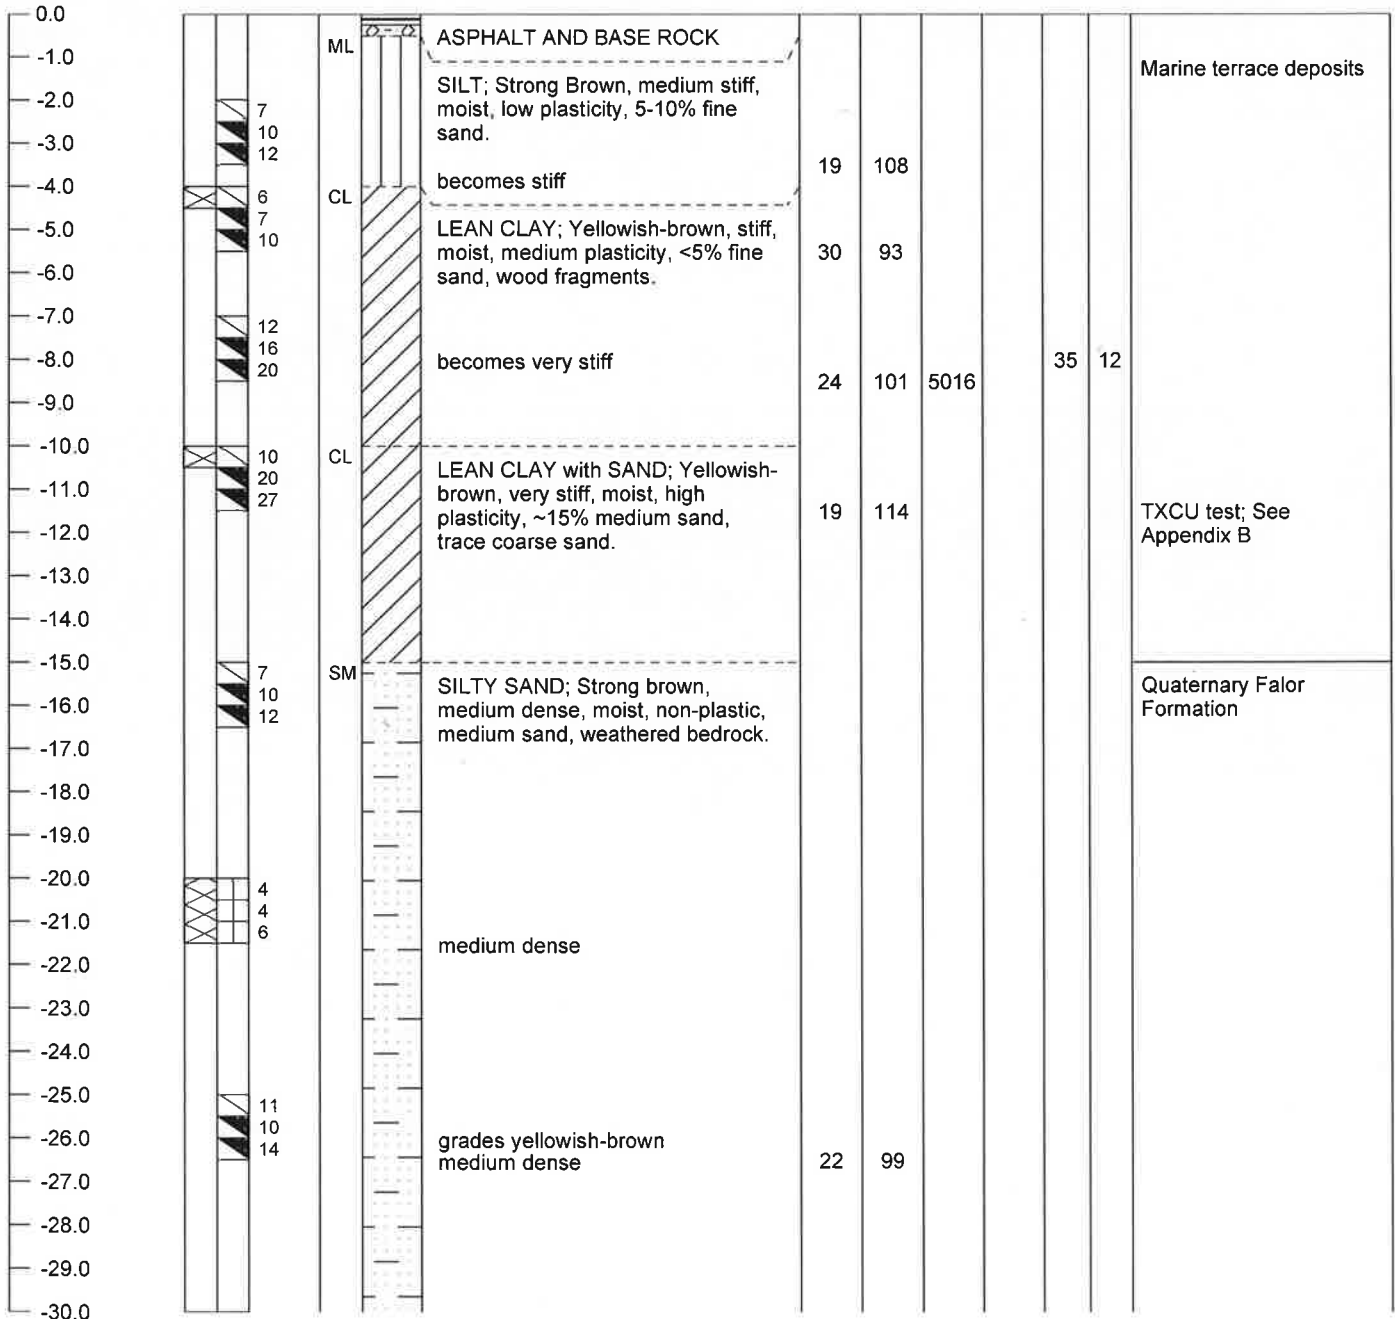 0.0
ASPHALT AND BASE ROCK
ML
-1.0
Marine terrace deposits
SILT; Strong Brown, medium stiff,
moist, low plasticity, 5-10% fine
sand.
-2.0
7
10
-3.0
12
19 108
becomes stiff
-4.0
6
CL
7
-5.0
10
LEAN CLAY; Yellowish-brown, stiff,
moist, medium plasticity, <5% fine
sand, wood fragments.
30 93
-6.0
-7.0
12
16
-8.0
20
becomes very stiff
35 12
24 101 5016
-9.0
-10.0
10
CL
20
-11.0
27
LEAN CLAY with SAND; Yellowish-
brown, very stiff, moist, high
plasticity, ~15% medium sand,
trace coarse sand.
19 114
TXCU test; See
Appendix B
-12.0
-13.0
-14.0
-15.0
7
SM
10
-16.0
12
SILTY SAND; Strong brown,
medium dense, moist, non-plastic,
medium sand, weathered bedrock.
Quaternary Falor
Formation
-17.0
-18.0
-19.0
-20.0
4
4
-21.0
6
medium dense
-22.0
-23.0
-24.0
-25.0
11
10
-26.0
14
grades yellowish-brown
medium dense
22 99
-27.0
-28.0
-29.0
-30.0